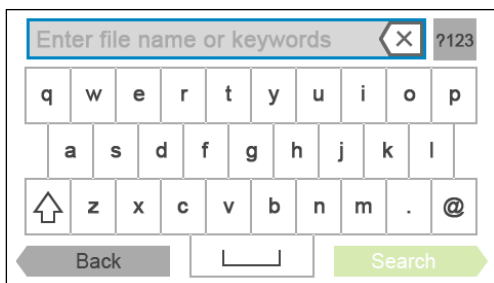 Enter file name or keywords ?123
q w e r t y u i o p
a s d f g h j k l
z x c v b n m . @
Back Search